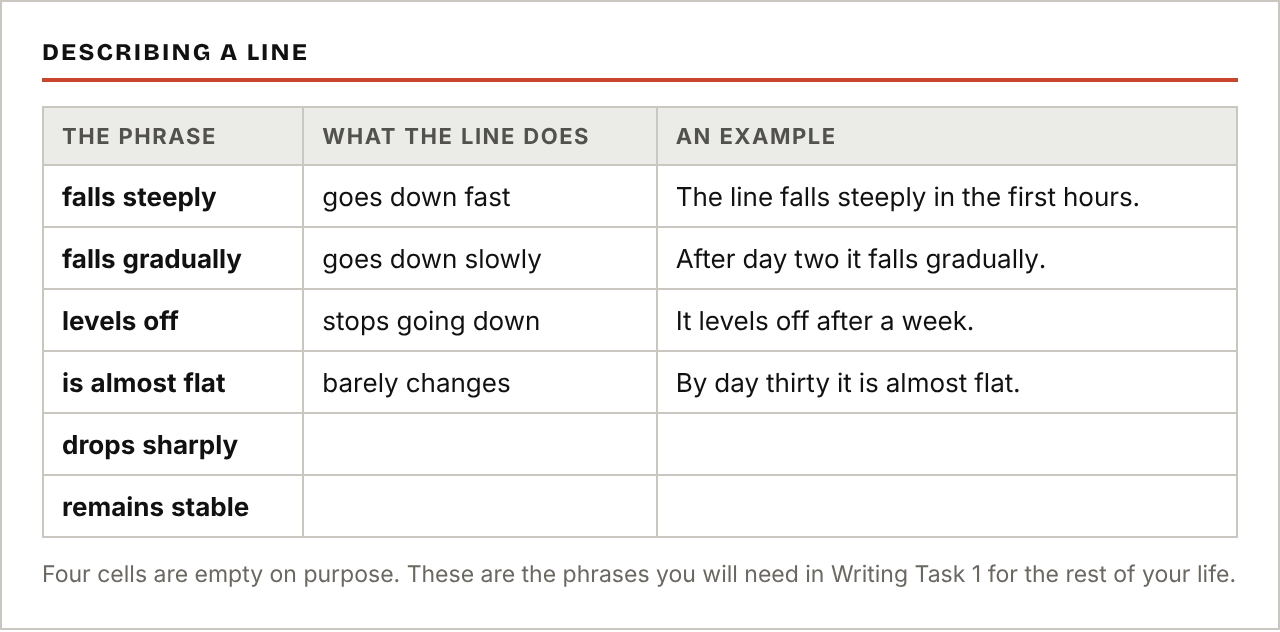 DESCRIBING A LINE
THE PHRASE WHAT THE LINE DOES AN EXAMPLE
falls steeply goes down fast The line falls steeply in the first hours.
falls gradually goes down slowly After day two it falls gradually.
levels off stops going down It levels off after a week.
is almost flat barely changes By day thirty it is almost flat.
drops sharply
remains stable
Four cells are empty on purpose. These are the phrases you will need in Writing Task 1 for the rest of your life.